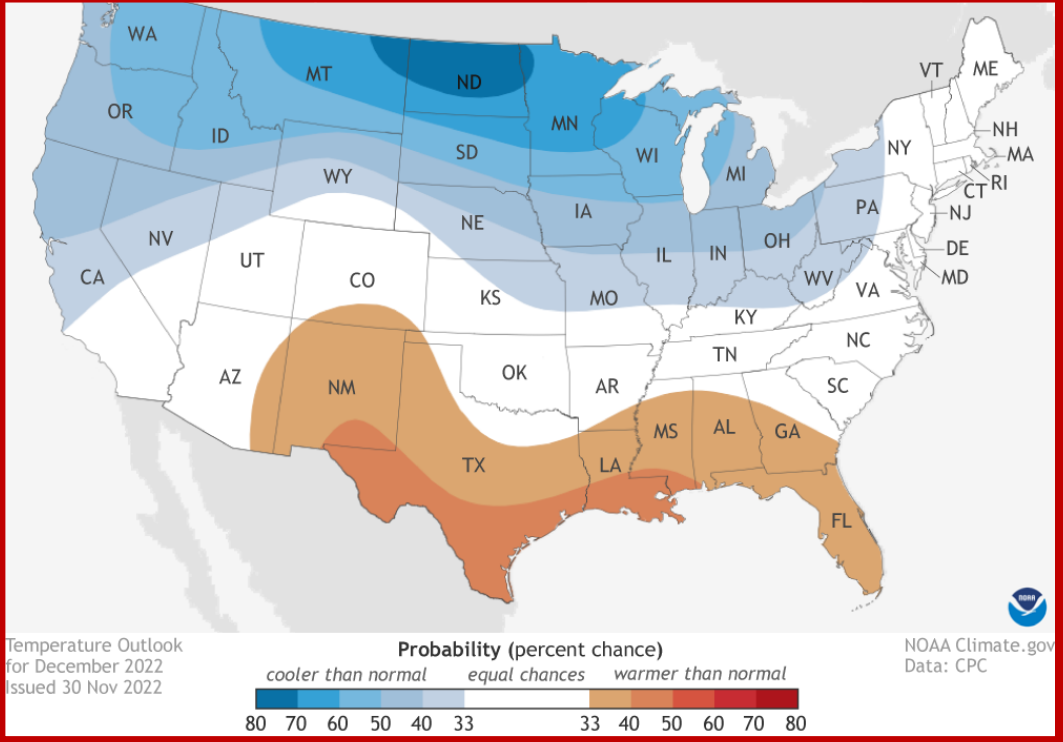 WA
VT
ME
MT
ND
OR
MN
NH
ID
NY
MA
SD
WI
MI
RI
WY
CT
PA
NJ
IA
NE
NV
OH
DE
UT
IL
IN
CA
WV
MD
CO
VA
KS
MO
KY
NC
TN
OK
AZ
NM
AR
SC
MS
AL
GA
TX
LA
FL
NOAA
Temperature Outlook
for December 2022
Issued 30 Nov 2022
Probability (percent chance)
cooler than normal equal chances warmer than normal
80 70 60 50 40 33 33 40 50 60 70 80
NOAA Climate.gov
Data: CPC